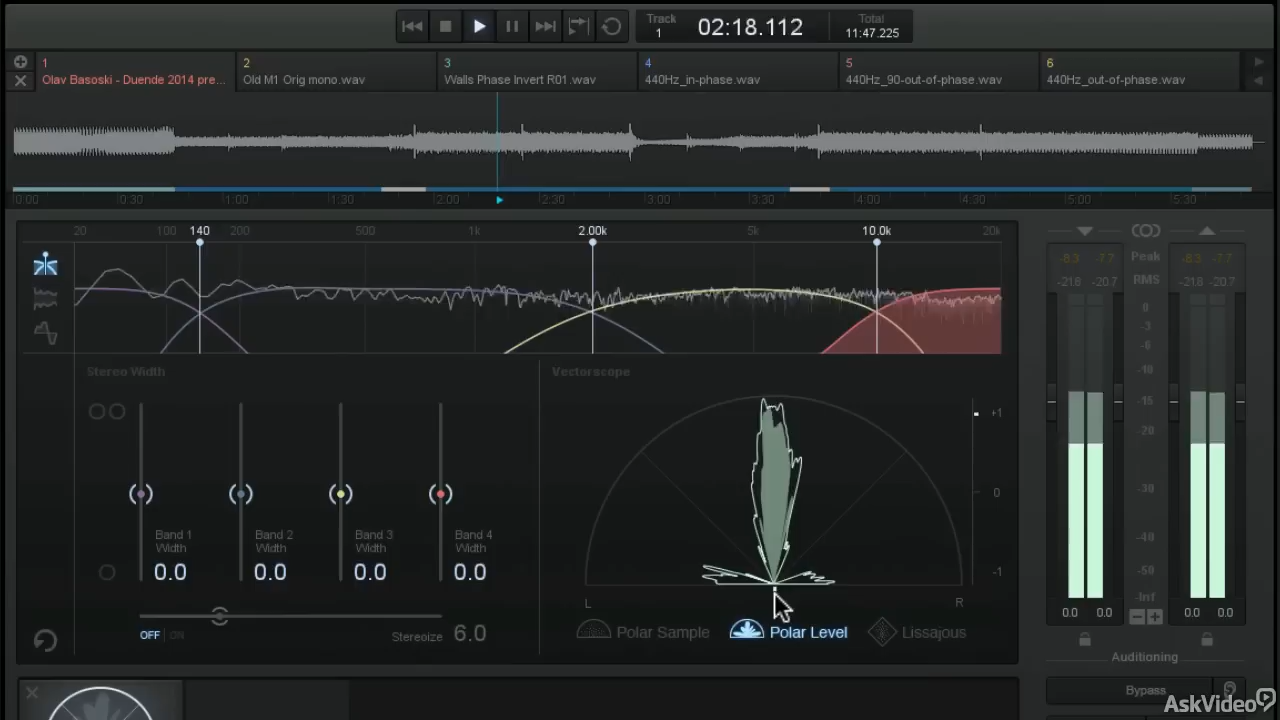 Track 1
02:18.112
Total
11:47.225
1 2 3 4 5 6
Olav Basoski - Duende 2014 pre... Old M1 Orig mono.wav Walls Phase Invert R01.wav 440Hz_in-phase.wav 440Hz_90-out-of-phase.wav 440Hz_out-of-phase.wav
0:00 0:30 1:00 1:30 2:00 2:30 3:00 3:30 4:00 4:30 5:00 5:30
20 100 140 200 500 1k 2.00k 5k 10.0k 20k
Stereo Width
Band 1 Width 0.0
Band 2 Width 0.0
Band 3 Width 0.0
Band 4 Width 0.0
OFF ON
Stereoize 6.0
Vectorscope
+1
0
-1
L R
Polar Sample Polar Level Lissajous
-8.3 -7.7 Peak -8.3 -7.7
-21.6 -20.7 RMS -21.6 -20.7
0
-3
-6
-10
-15
-20
-30
-40
-50
-Inf
0.0 0.0 0.0 0.0
Auditioning
Bypass
AskVideo